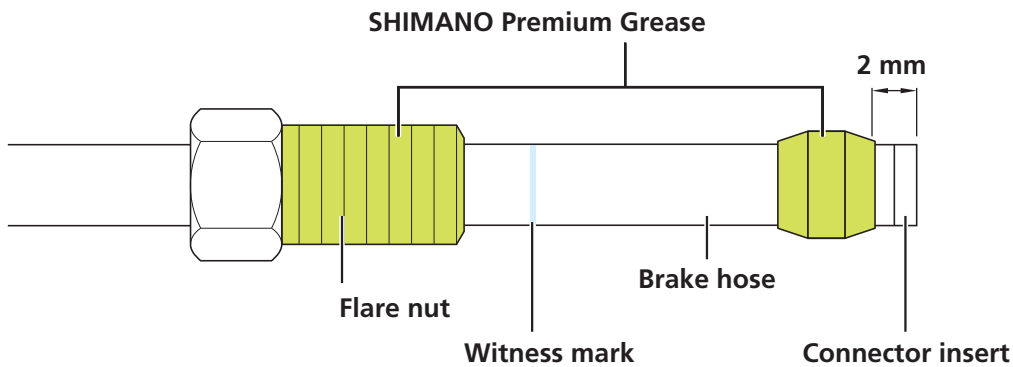 SHIMANO Premium Grease
2 mm
Brake hose
Flare nut
Witness mark
Connector insert